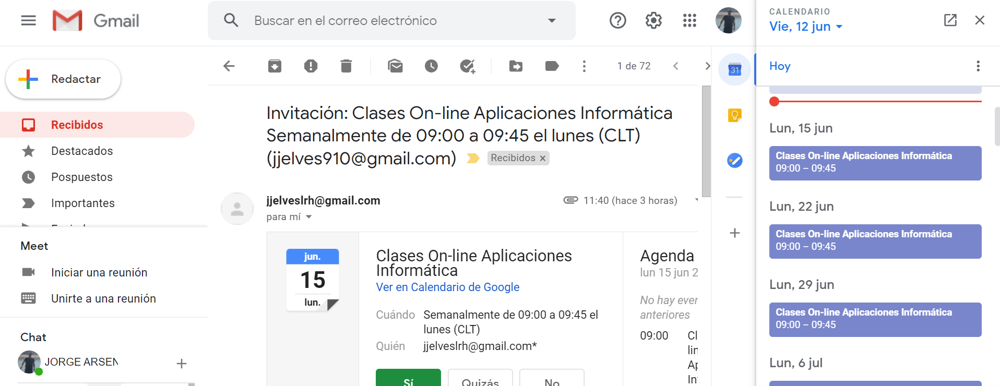 Gmail
Buscar en el correo electrónico
CALENDARIO
Vie, 12 jun
Redactar
1 de 72
31
Hoy
Recibidos
Destacados
Pospuestos
Importantes
Meet
Iniciar una reunión
Unirte a una reunión
Chat
JORGE ARSEN
Invitación: Clases On-line Aplicaciones Informática
Semanalmente de 09:00 a 09:45 el lunes (CLT)
(jjelves910@gmail.com) Recibidos ×
jjelveslrh@gmail.com
11:40 (hace 3 horas)
para mí
jun.
15
lun.
Clases On-line Aplicaciones
Informática
Ver en Calendario de Google
Cuándo Semanalmente de 09:00 a 09:45 el
lunes (CLT)
Quién jjelveslrh@gmail.com*
Sí Quizás No
Agenda
lun 15 jun 2
No hay ever
anteriores
09:00 Cl
lin
Ap
In
Lun, 15 jun
Clases On-line Aplicaciones Informática
09:00 – 09:45
Lun, 22 jun
Clases On-line Aplicaciones Informática
09:00 – 09:45
Lun, 29 jun
Clases On-line Aplicaciones Informática
09:00 – 09:45
Lun, 6 jul